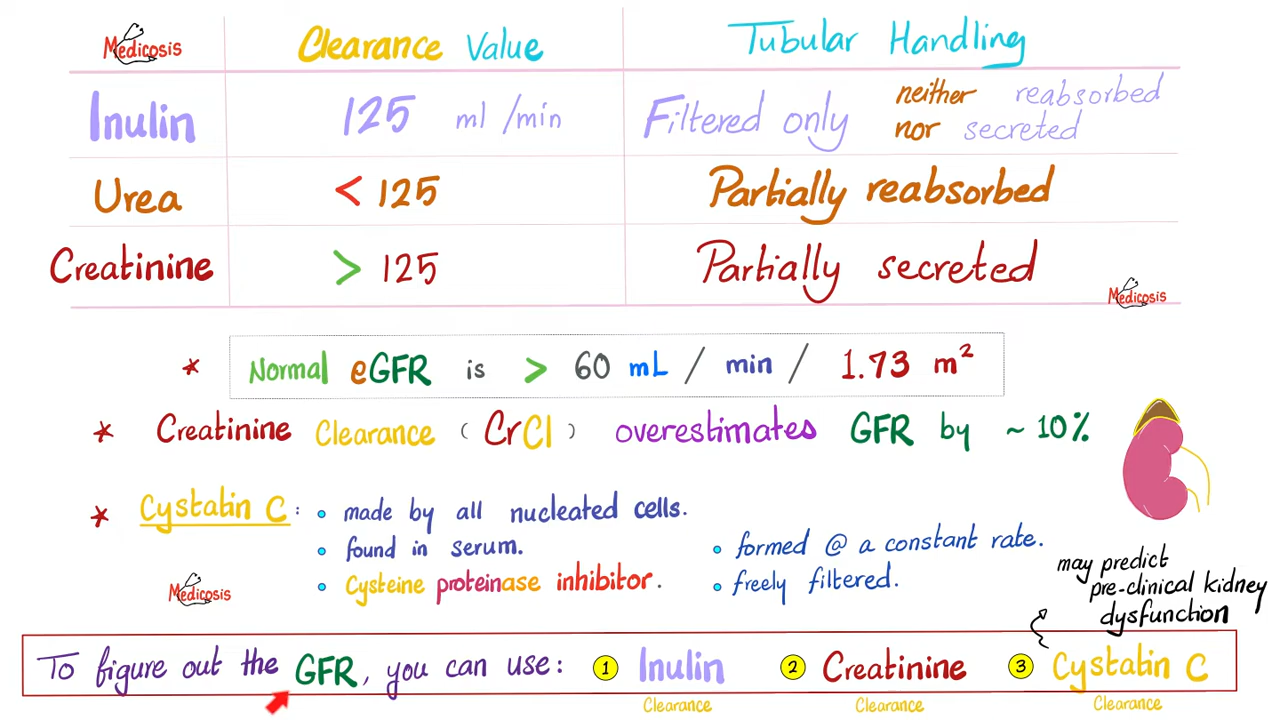 Medicosis Clearance Value Tubular Handling
Inulin 125 ml/min Filtered only neither reabsorbed
nor secreted
Urea < 125 Partially reabsorbed
Creatinine > 125 Partially secreted
Medicosis
* Normal eGFR is > 60 mL / min / 1.73 m²
* Creatinine Clearance (CrCl) overestimates GFR by ~ 10%
* Cystatin C: • made by all nucleated cells.
• found in serum.
• Cysteine proteinase inhibitor.
• formed @ a constant rate.
• freely filtered.
Medicosis
may predict
pre-clinical kidney
dysfunction
To figure out the GFR, you can use: 1 Inulin 2 Creatinine 3 Cystatin C
Clearance Clearance Clearance